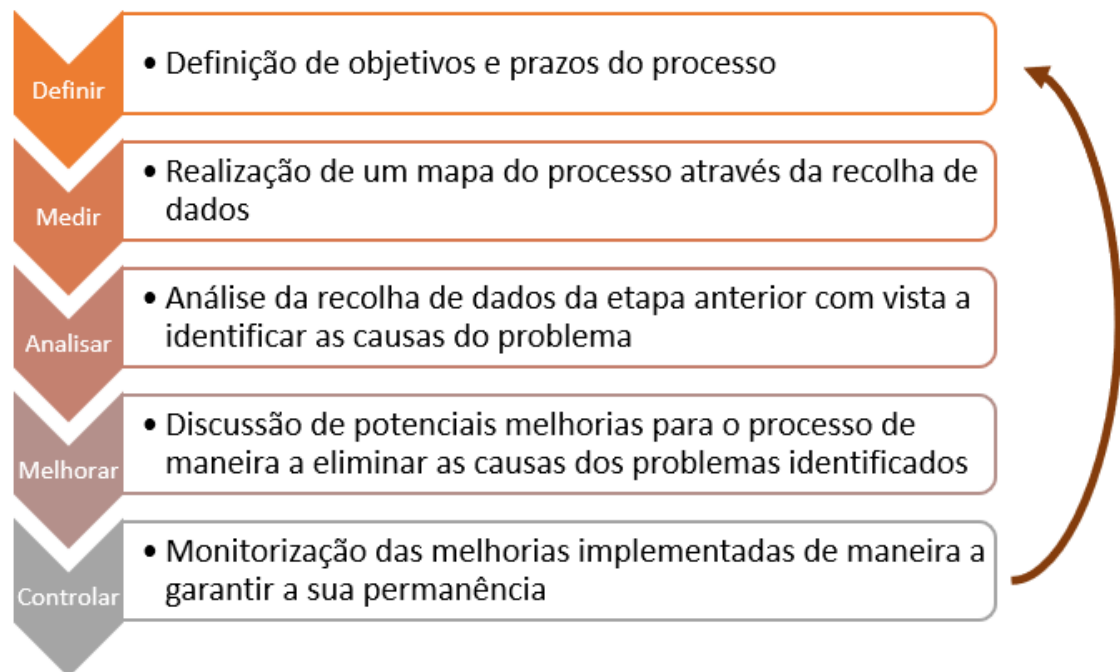 Definir
• Definição de objetivos e prazos do processo
Medir
• Realização de um mapa do processo através da recolha de
dados
Analisar
• Análise da recolha de dados da etapa anterior com vista a
identificar as causas do problema
Melhorar
• Discussão de potenciais melhorias para o processo de
maneira a eliminar as causas dos problemas identificados
Controlar
• Monitorização das melhorias implementadas de maneira a
garantir a sua permanência